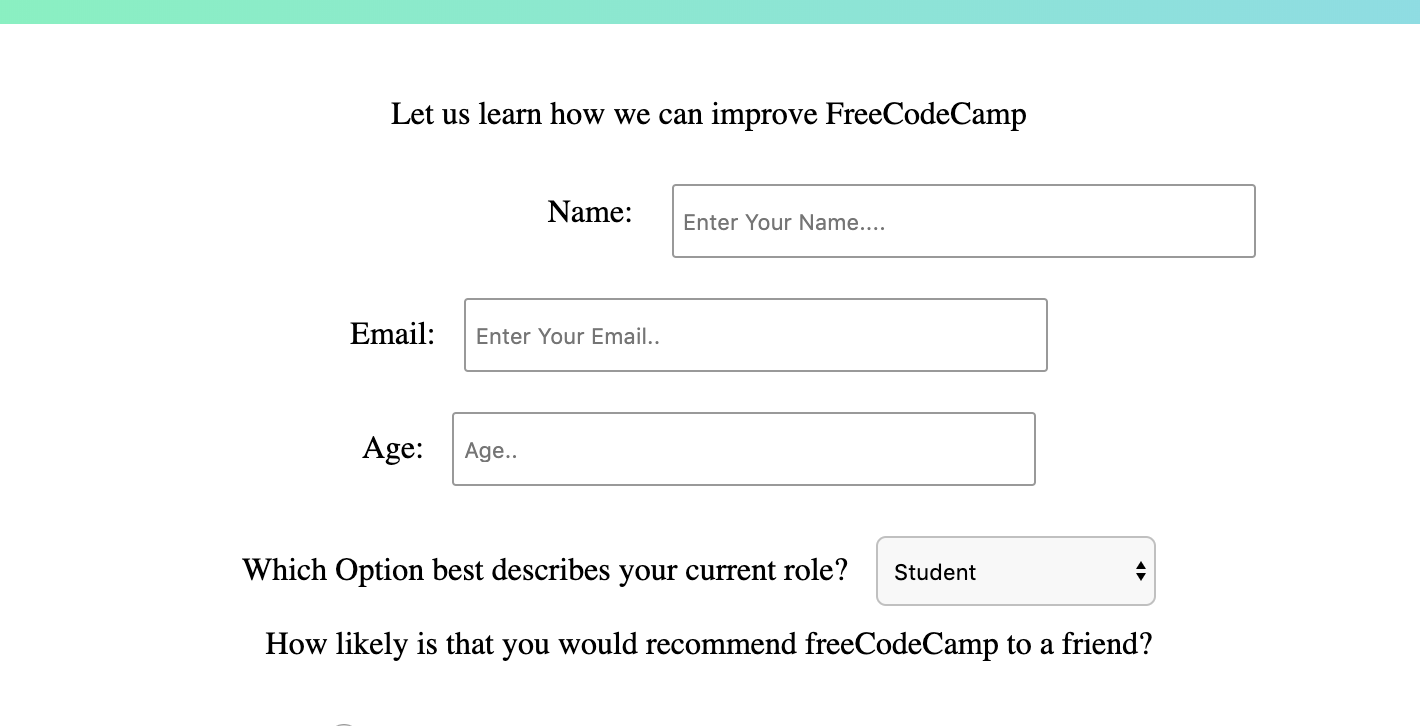 Let us learn how we can improve FreeCodeCamp
Name: Enter Your Name....
Email: Enter Your Email..
Age: Age..
Which Option best describes your current role? Student
How likely is that you would recommend freeCodeCamp to a friend?